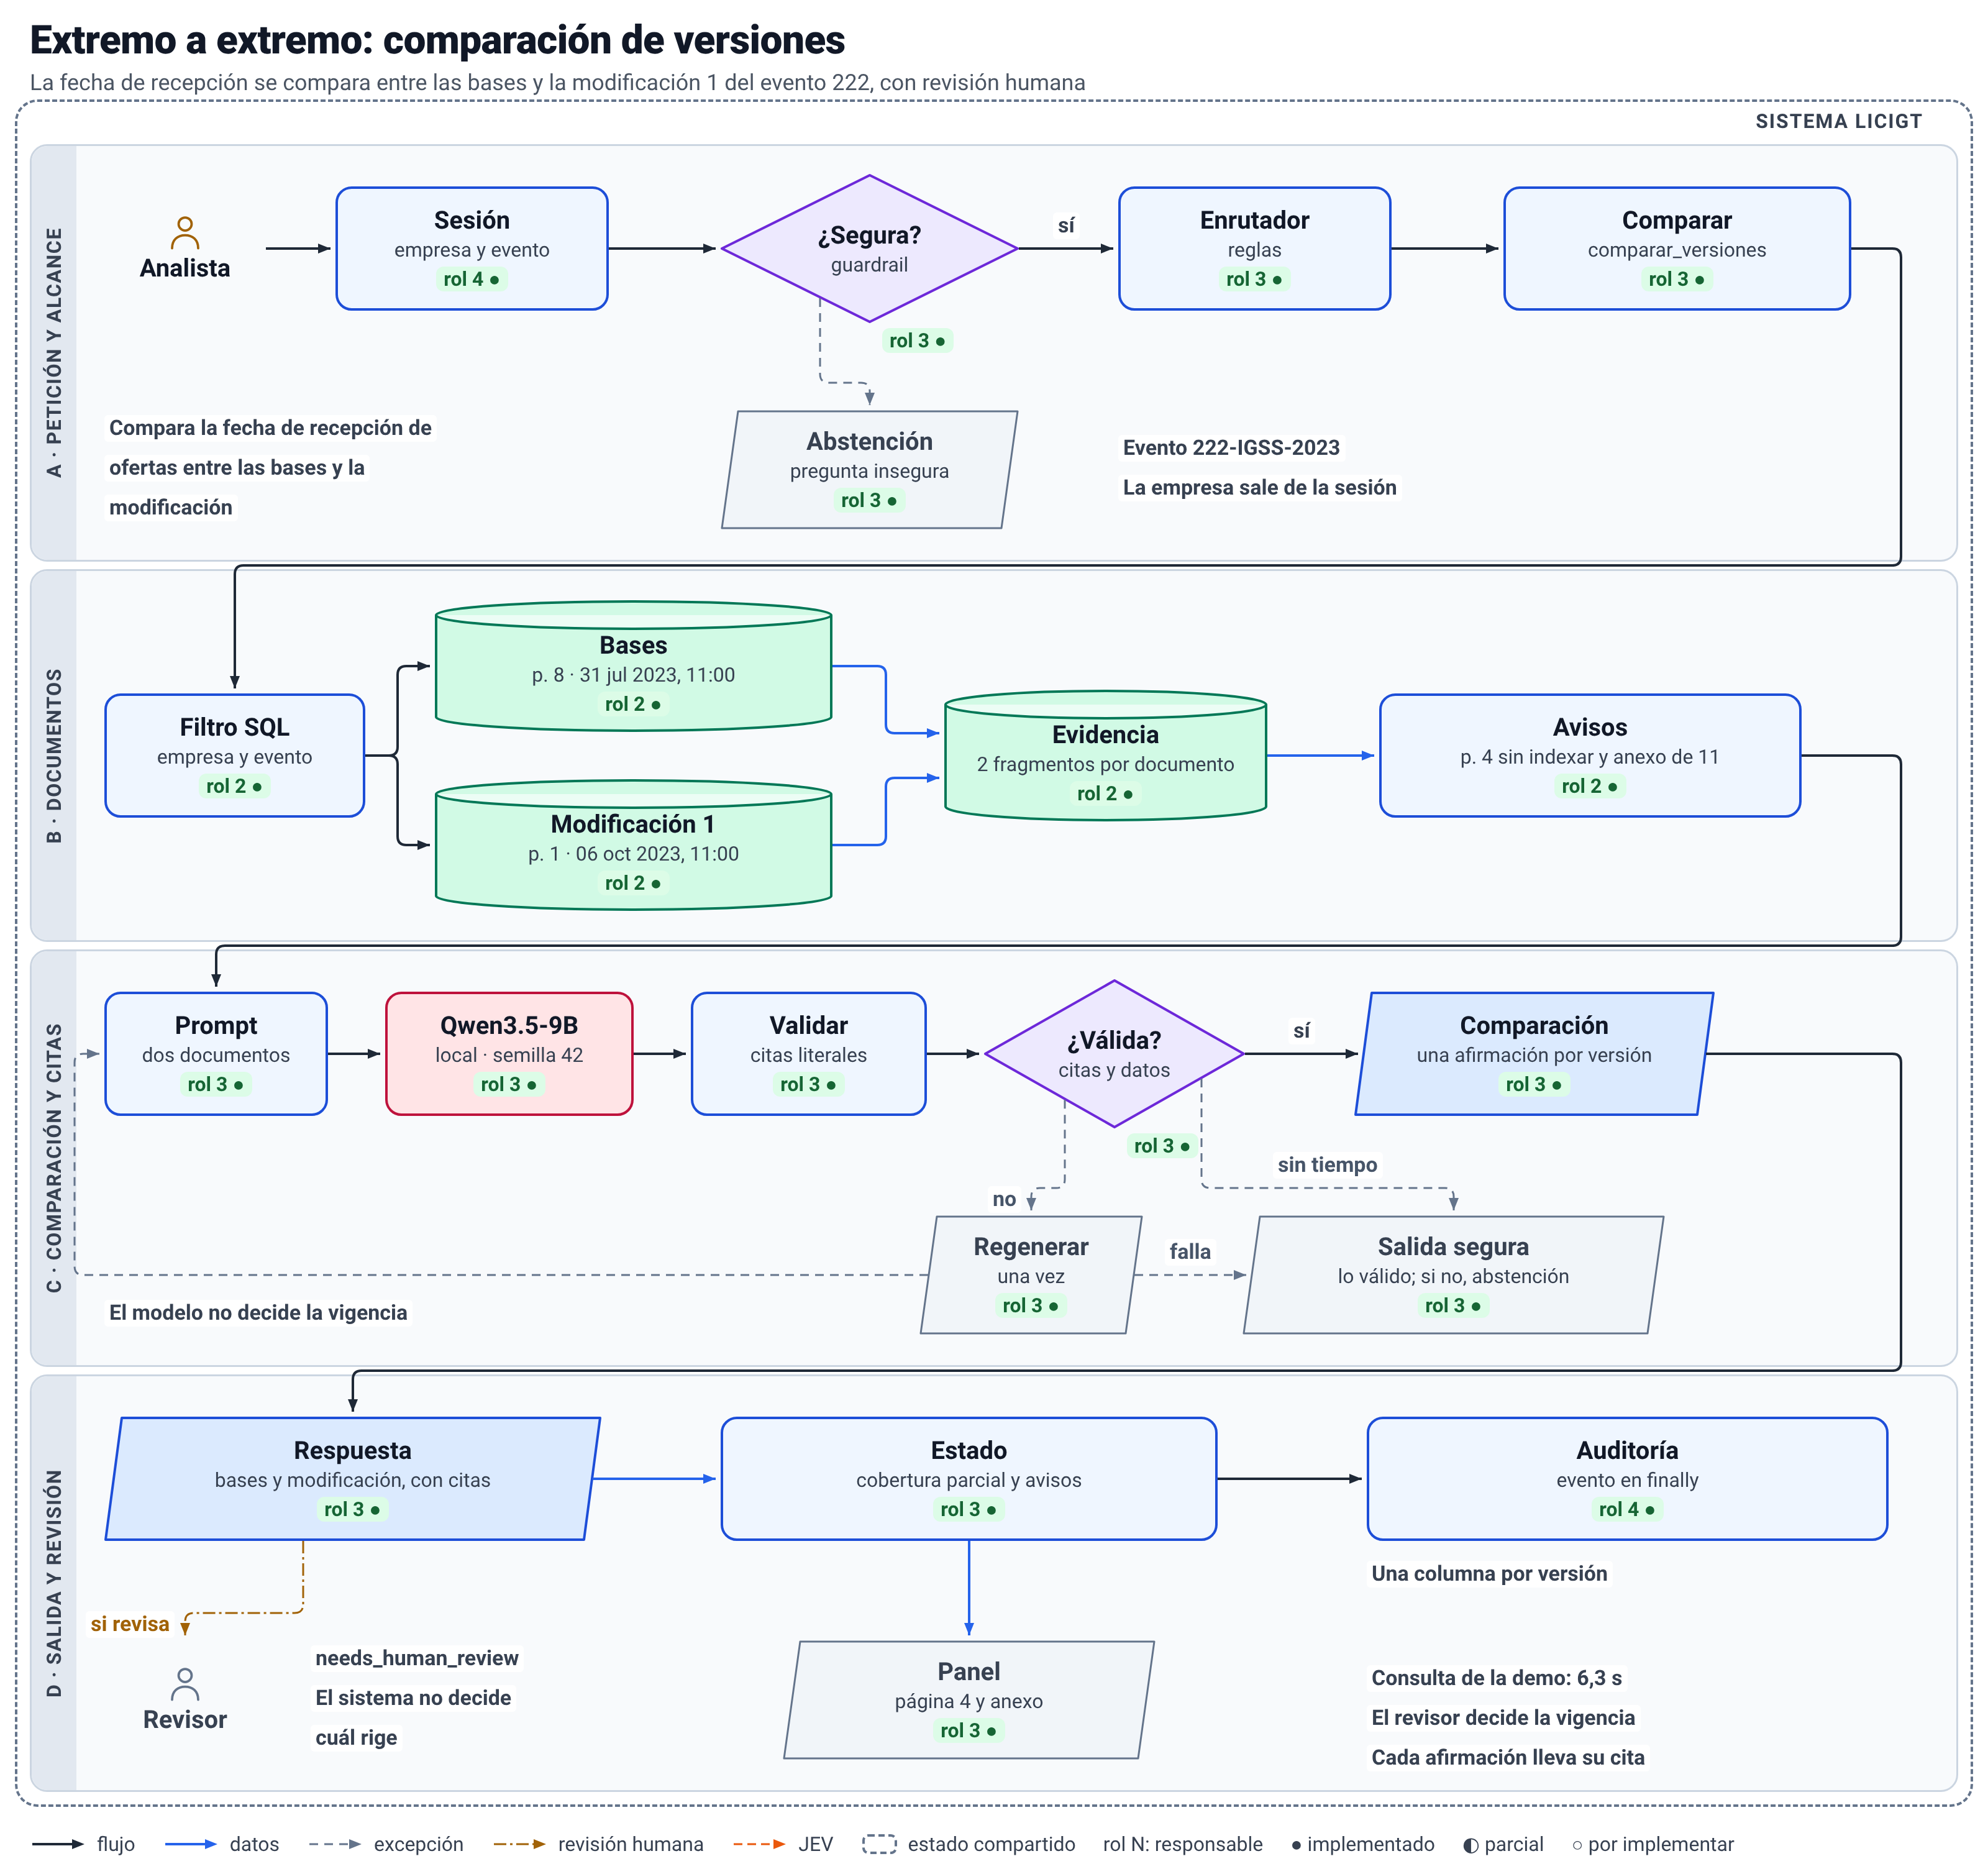 Extremo a extremo: comparación de versiones
La fecha de recepción se compara entre las bases y la modificación 1 del evento 222, con revisión humana
SISTEMA LICIGT
A · PETICIÓN Y ALCANCE
Analista
Sesión
empresa y evento
rol 4 ●
¿Segura?
guardrail
rol 3 ●
sí
Enrutador
reglas
rol 3 ●
Comparar
comparar_versiones
rol 3 ●
Compara la fecha de recepción de
ofertas entre las bases y la
modificación
Abstención
pregunta insegura
rol 3 ●
Evento 222-IGSS-2023
La empresa sale de la sesión
B · DOCUMENTOS
Filtro SQL
empresa y evento
rol 2 ●
Bases
p. 8 · 31 jul 2023, 11:00
rol 2 ●
Modificación 1
p. 1 · 06 oct 2023, 11:00
rol 2 ●
Evidencia
2 fragmentos por documento
rol 2 ●
Avisos
p. 4 sin indexar y anexo de 11
rol 2 ●
C · COMPARACIÓN Y CITAS
Prompt
dos documentos
rol 3 ●
Qwen3.5-9B
local · semilla 42
rol 3 ●
Validar
citas literales
rol 3 ●
¿Válida?
citas y datos
rol 3 ●
sí
Comparación
una afirmación por versión
rol 3 ●
sin tiempo
no
Regenerar
una vez
rol 3 ●
falla
Salida segura
lo válido; si no, abstención
rol 3 ●
El modelo no decide la vigencia
D · SALIDA Y REVISIÓN
Respuesta
bases y modificación, con citas
rol 3 ●
Estado
cobertura parcial y avisos
rol 3 ●
Auditoría
evento en finally
rol 4 ●
Una columna por versión
si revisa
Revisor
needs_human_review
El sistema no decide
cuál rige
Panel
página 4 y anexo
rol 3 ●
Consulta de la demo: 6,3 s
El revisor decide la vigencia
Cada afirmación lleva su cita
flujo
datos
excepción
revisión humana
JEV
estado compartido
rol N: responsable
● implementado
◐ parcial
○ por implementar